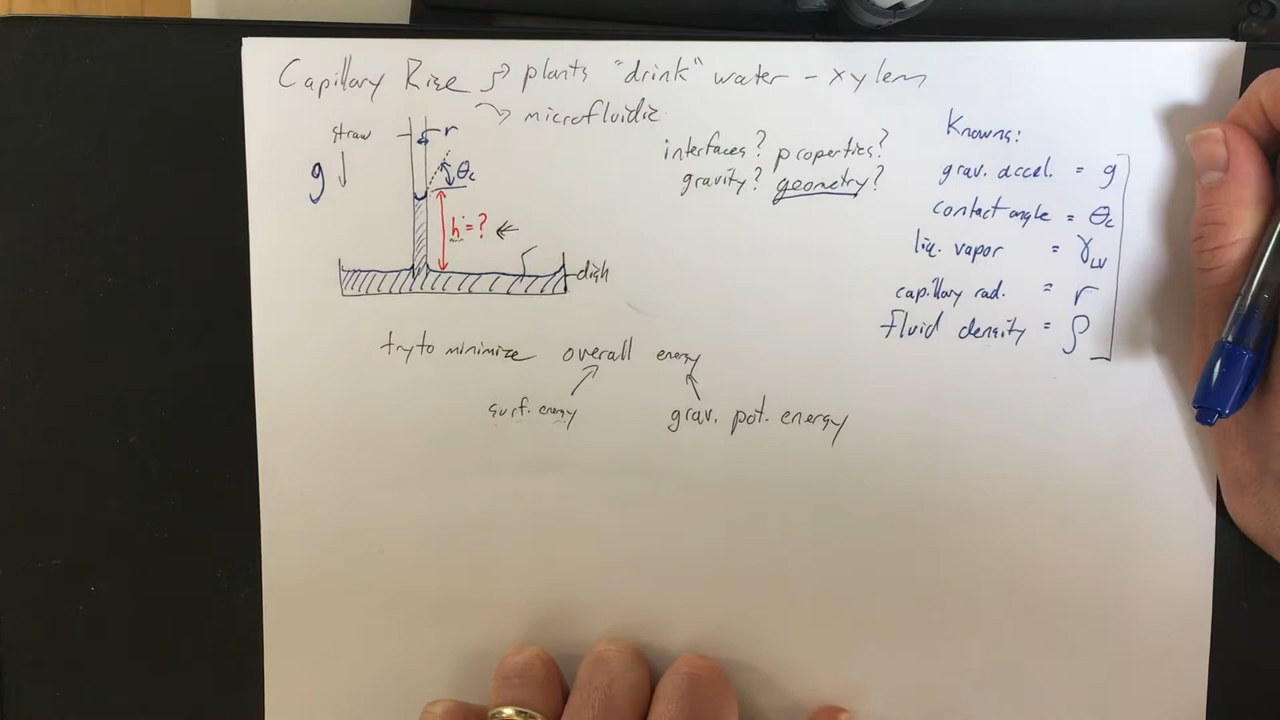 Capillary Rise → plants "drink" water - xylem
→ microfluidic
straw
r
g
θc
h = ?
dish
interfaces? properties?
gravity? geometry?
Knowns:
grav. accel. = g
contact angle = θc
liq. vapor = γLV
capillary rad. = r
fluid density = ρ
try to minimize overall energy
surf. energy
grav. pot. energy